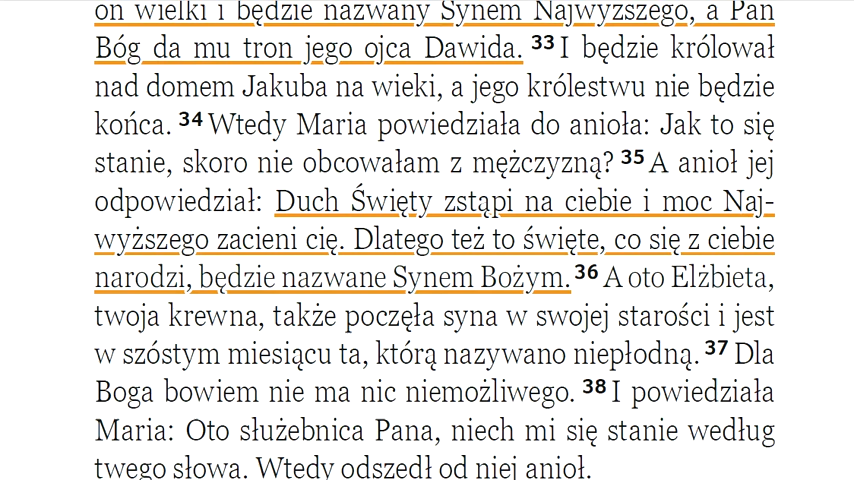 on wielki i będzie nazwany Synem Najwyższego, a Pan
Bóg da mu tron jego ojca Dawida. 33 I będzie królował
nad domem Jakuba na wieki, a jego królestwu nie będzie
końca. 34 Wtedy Maria powiedziała do anioła: Jak to się
stanie, skoro nie obcowałam z mężczyzną? 35 A anioł jej
odpowiedział: Duch Święty zstąpi na ciebie i moc Naj-
wyższego zacieni cię. Dlatego też to święte, co się z ciebie
narodzi, będzie nazwane Synem Bożym. 36 A oto Elżbieta,
twoja krewna, także poczęła syna w swojej starości i jest
w szóstym miesiącu ta, którą nazywano niepłodną. 37 Dla
Boga bowiem nie ma nic niemożliwego. 38 I powiedziała
Maria: Oto służebnica Pana, niech mi się stanie według
twego słowa. Wtedy odszedł od niej anioł.